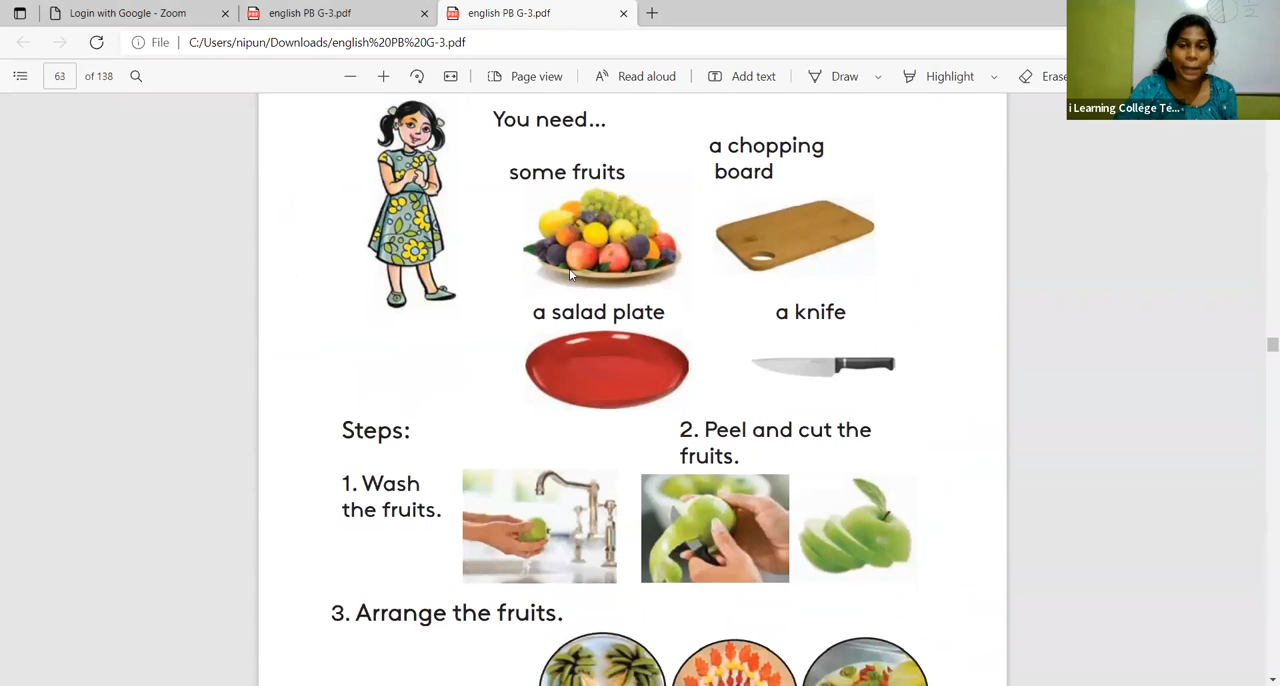 Login with Google - Zoom
english PB G-3.pdf
english PB G-3.pdf
File
C:/Users/nipun/Downloads/english%20PB%20G-3.pdf
63 of 138
Page view
Read aloud
Add text
Draw
Highlight
Erase
i Learning College Te...
You need...
some fruits
a chopping
board
a salad plate
a knife
Steps:
1. Wash
the fruits.
2. Peel and cut the
fruits.
3. Arrange the fruits.